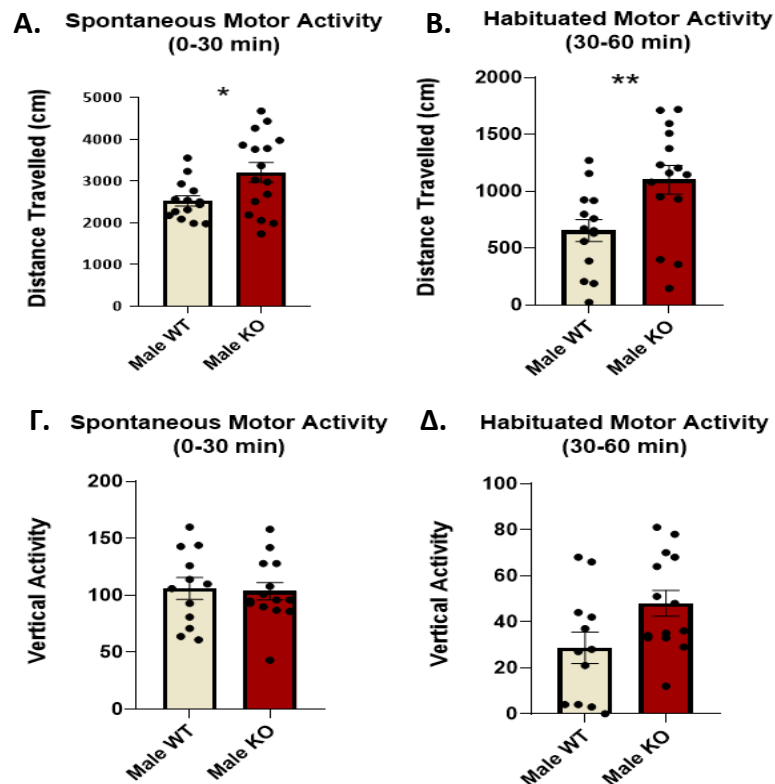 A. Spontaneous Motor Activity
(0-30 min)
Distance Travelled (cm)
5000
4000
3000
2000
1000
0
*
Male WT
Male KO
B. Habituated Motor Activity
(30-60 min)
Distance Travelled (cm)
2000
1500
1000
500
0
**
Male WT
Male KO
Γ. Spontaneous Motor Activity
(0-30 min)
Vertical Activity
200
150
100
50
0
Male WT
Male KO
Δ. Habituated Motor Activity
(30-60 min)
Vertical Activity
100
80
60
40
20
0
Male WT
Male KO